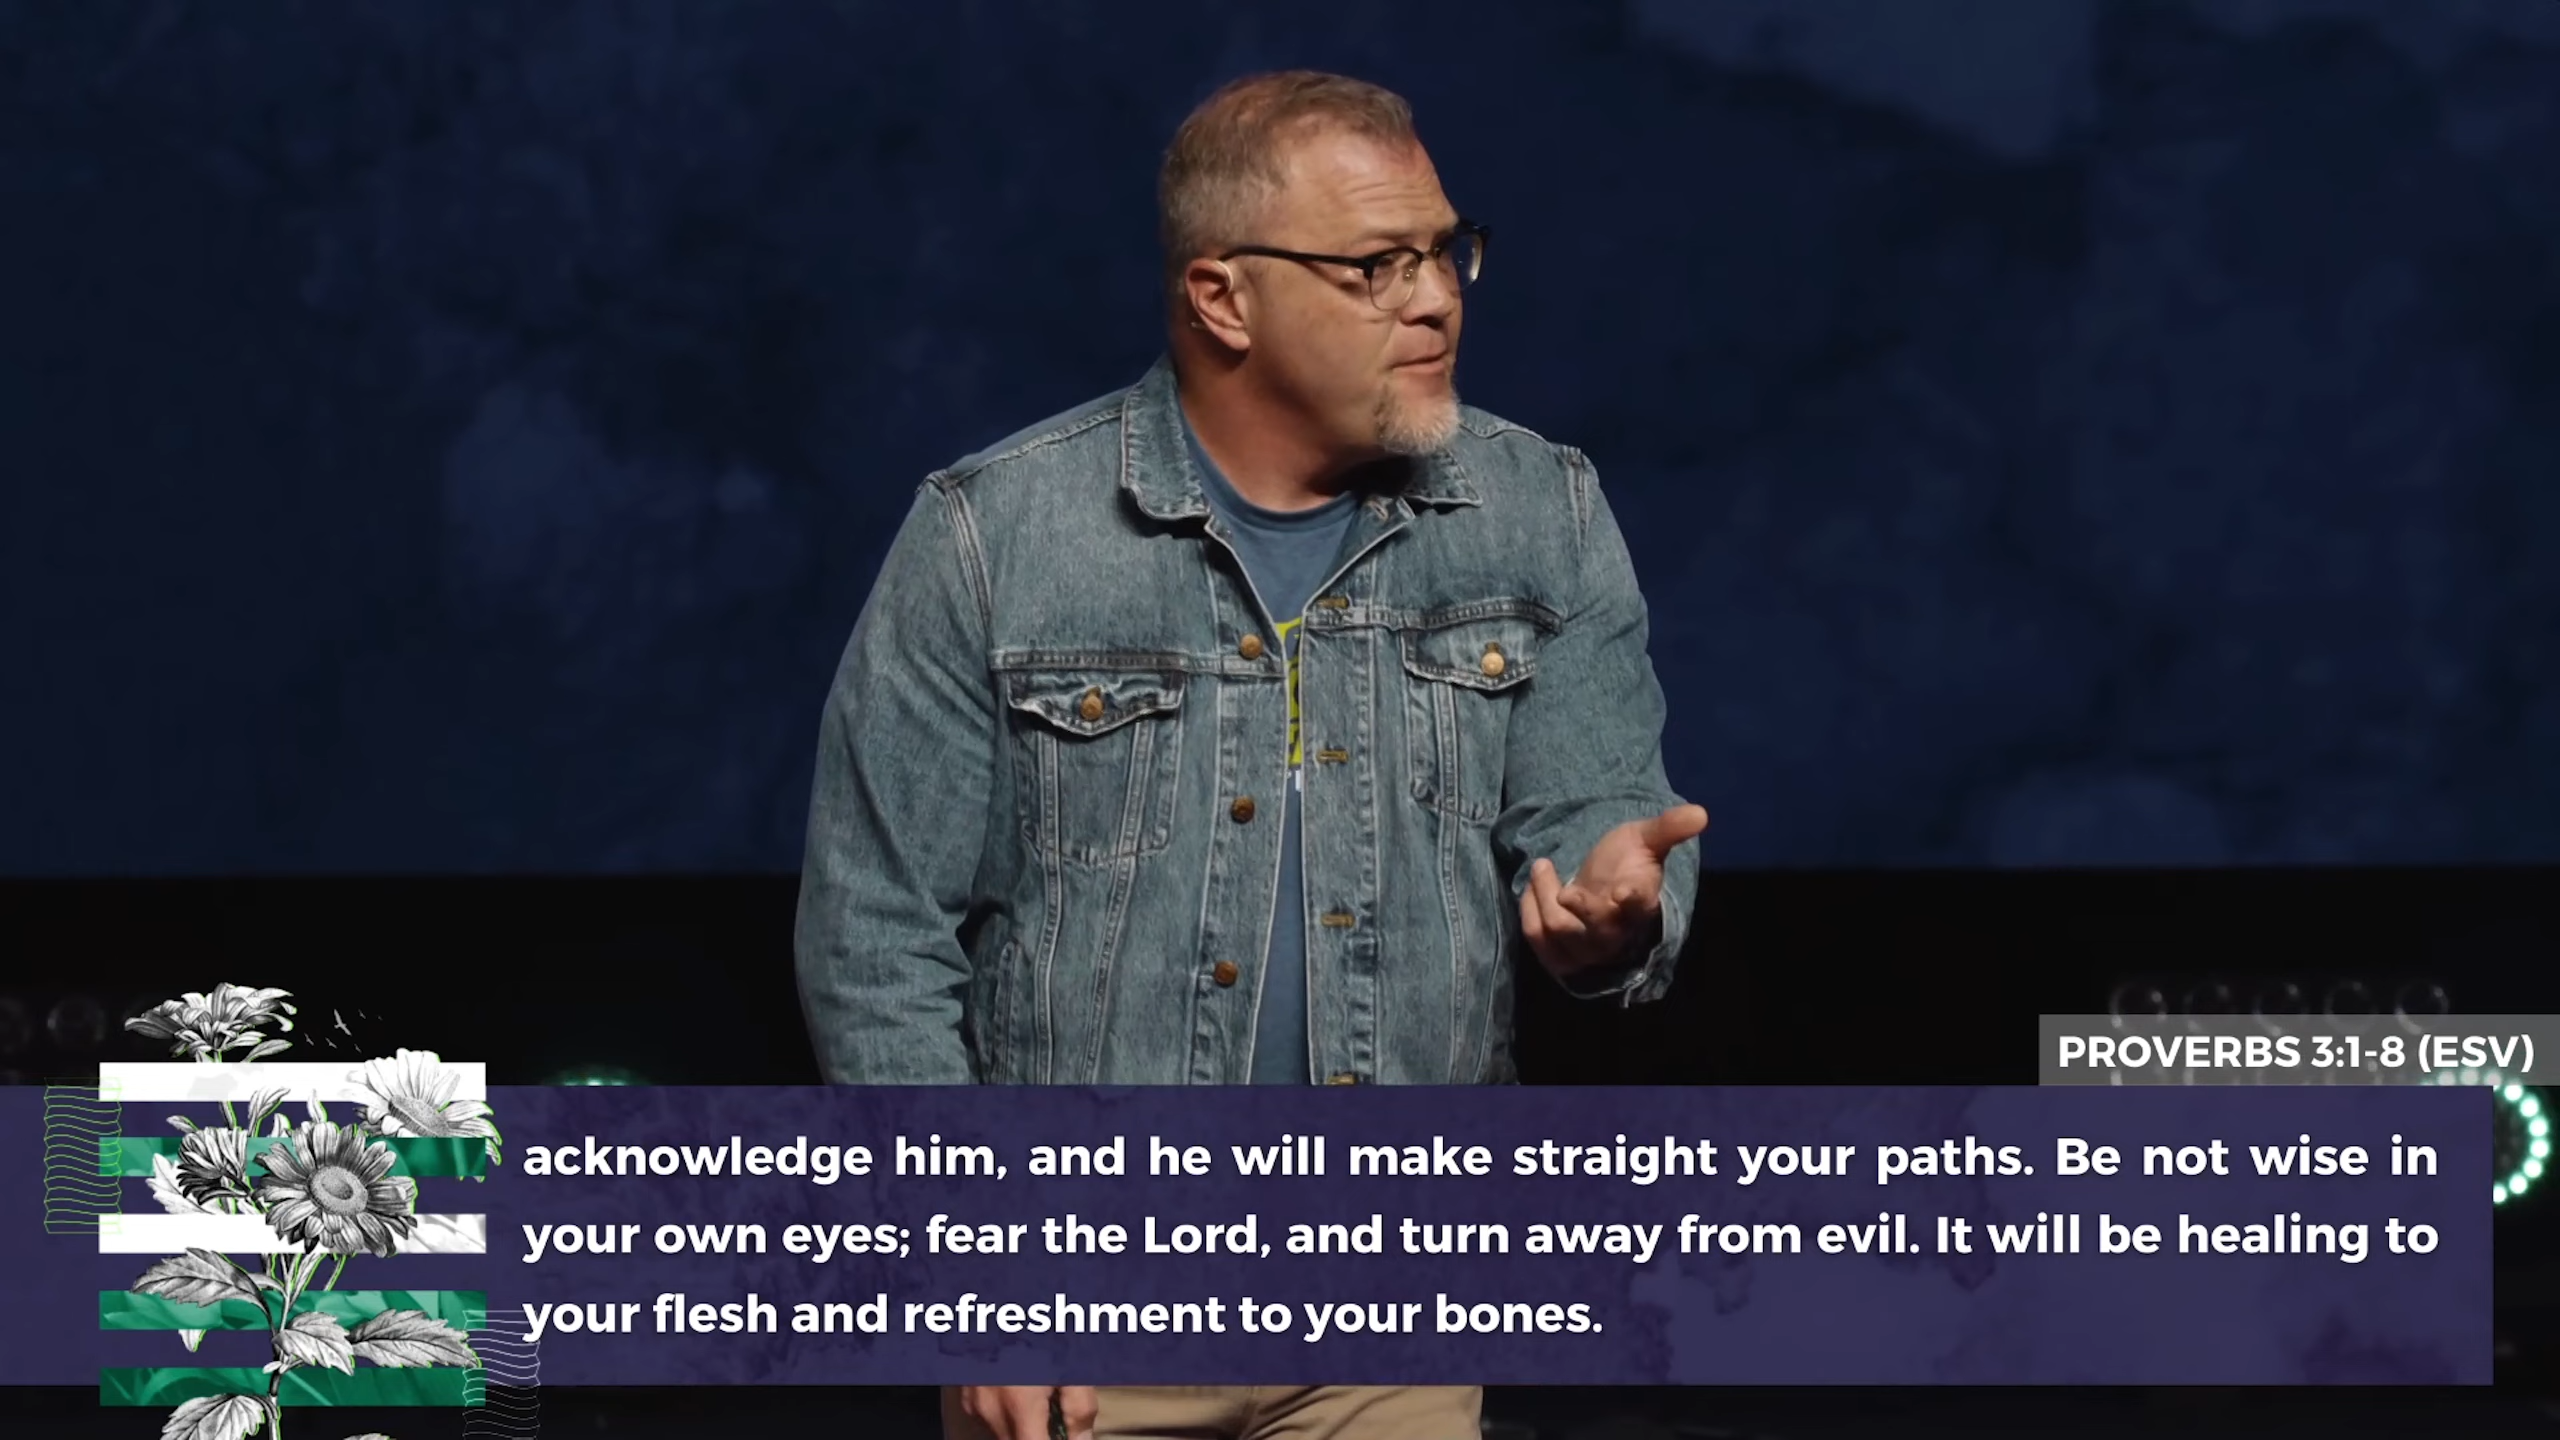 PROVERBS 3:1-8 (ESV)
acknowledge him, and he will make straight your paths. Be not wise in
your own eyes; fear the Lord, and turn away from evil. It will be healing to
your flesh and refreshment to your bones.